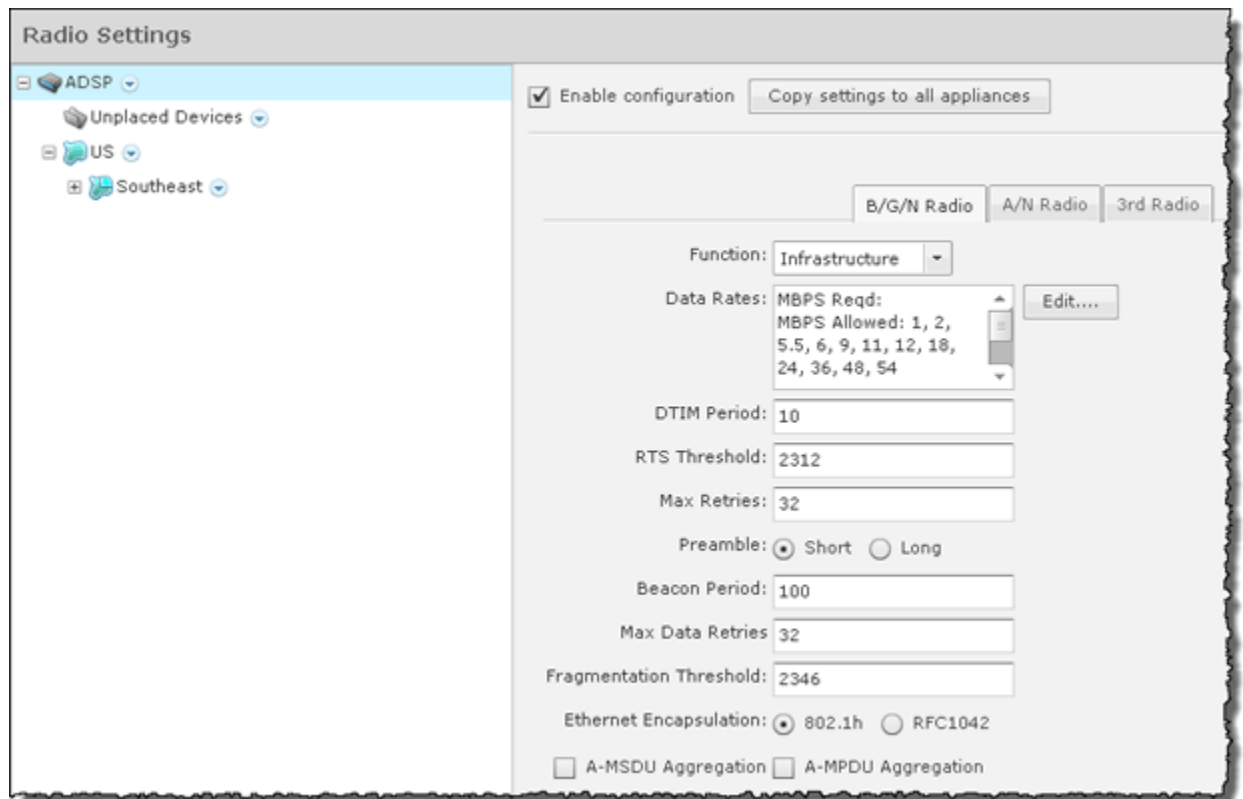 Radio Settings
ADSP
Unplaced Devices
US
Southeast
Enable configuration
Copy settings to all appliances
B/G/N Radio
A/N Radio
3rd Radio
Function: Infrastructure
Data Rates: MBPS Reqd:
MBPS Allowed: 1, 2,
5.5, 6, 9, 11, 12, 18,
24, 36, 48, 54
Edit....
DTIM Period: 10
RTS Threshold: 2312
Max Retries: 32
Preamble: Short Long
Beacon Period: 100
Max Data Retries 32
Fragmentation Threshold: 2346
Ethernet Encapsulation: 802.1h RFC1042
A-MSDU Aggregation A-MPDU Aggregation